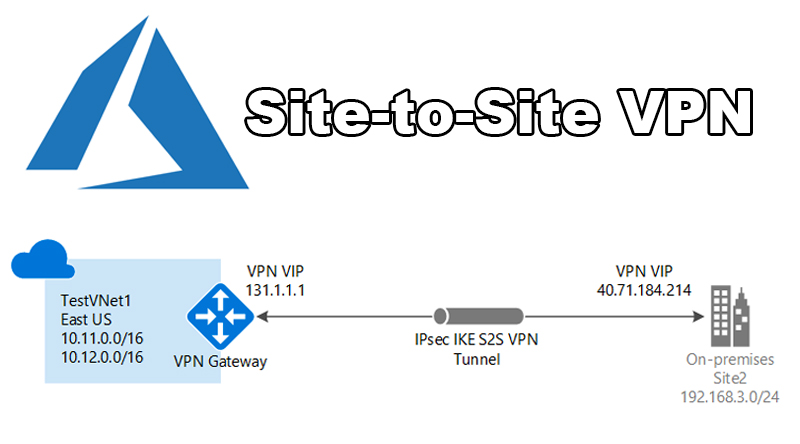 Site-to-Site VPN
VPN VIP
131.1.1.1
VPN VIP
40.71.184.214
TestVNet1
East US
10.11.0.0/16
10.12.0.0/16
VPN Gateway
IPsec IKE S2S VPN
Tunnel
On-premises
Site2
192.168.3.0/24